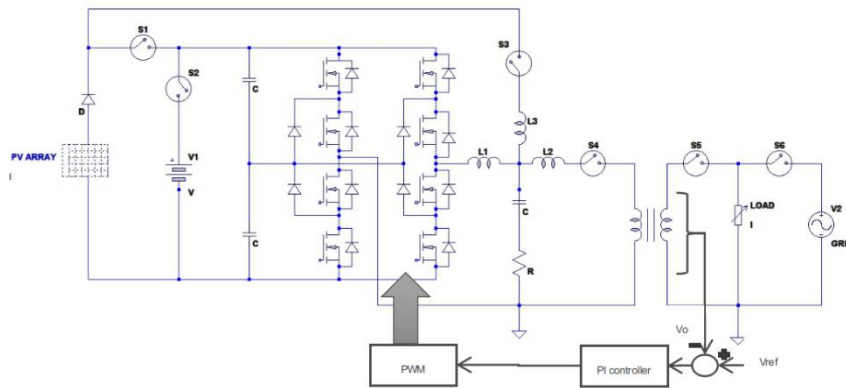 S1
S2
S3
C
D
L3
PV ARRAY
V1
+
V
L1
L2
S4
S5
S6
C
LOAD
I
V2
GRI
C
R
Vo
PWM
PI controller
Vref